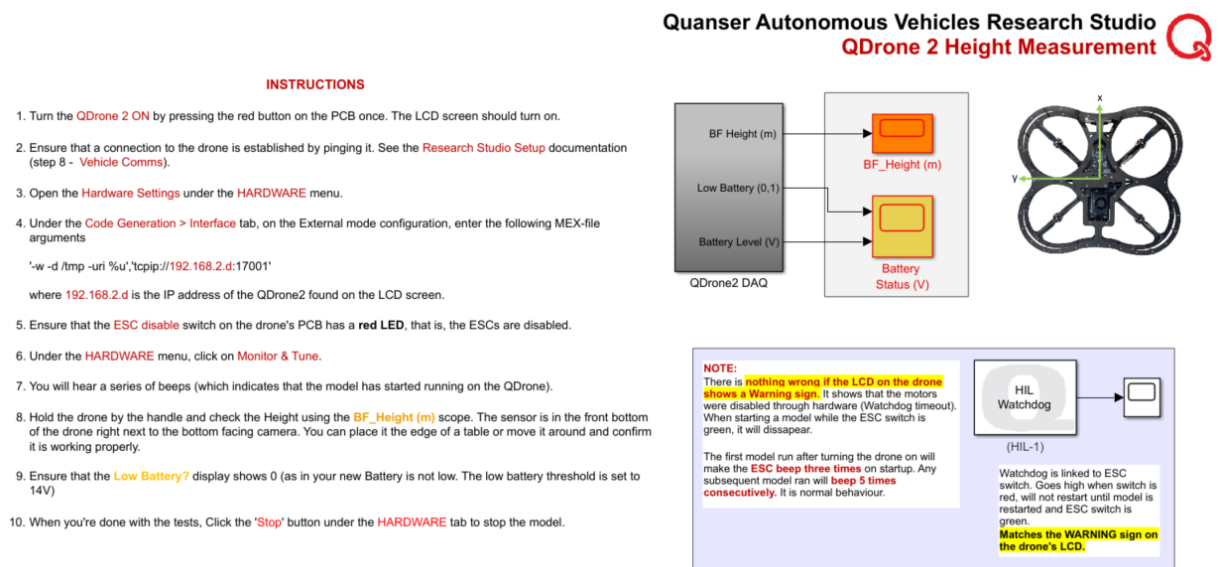 Quanser Autonomous Vehicles Research Studio
QDrone 2 Height Measurement
INSTRUCTIONS
1. Turn the QDrone 2 ON by pressing the red button on the PCB once. The LCD screen should turn on.
2. Ensure that a connection to the drone is established by pinging it. See the Research Studio Setup documentation
(step 8 - Vehicle Comms).
3. Open the Hardware Settings under the HARDWARE menu.
4. Under the Code Generation > Interface tab, on the External mode configuration, enter the following MEX-file
arguments
'-w -d /tmp -uri %u','tcpip://192.168.2.d:17001'
where 192.168.2.d is the IP address of the QDrone2 found on the LCD screen.
5. Ensure that the ESC disable switch on the drone's PCB has a red LED, that is, the ESCs are disabled.
6. Under the HARDWARE menu, click on Monitor & Tune.
7. You will hear a series of beeps (which indicates that the model has started running on the QDrone).
8. Hold the drone by the handle and check the Height using the BF_Height (m) scope. The sensor is in the front bottom
of the drone right next to the bottom facing camera. You can place it the edge of a table or move it around and confirm
it is working properly.
9. Ensure that the Low Battery? display shows 0 (as in your new Battery is not low. The low battery threshold is set to
14V)
10. When you're done with the tests, Click the 'Stop' button under the HARDWARE tab to stop the model.
BF Height (m)
Low Battery (0,1)
Battery Level (V)
QDrone2 DAQ
BF_Height (m)
Battery
Status (V)
x
y
NOTE:
There is nothing wrong if the LCD on the drone
shows a Warning sign. It shows that the motors
were disabled through hardware (Watchdog timeout).
When starting a model while the ESC switch is
green, it will dissapear.
The first model run after turning the drone on will
make the ESC beep three times on startup. Any
subsequent model ran will beep 5 times
consecutively. It is normal behaviour.
HIL
Watchdog
(HIL-1)
Watchdog is linked to ESC
switch. Goes high when switch is
red, will not restart until model is
restarted and ESC switch is
green.
Matches the WARNING sign on
the drone's LCD.